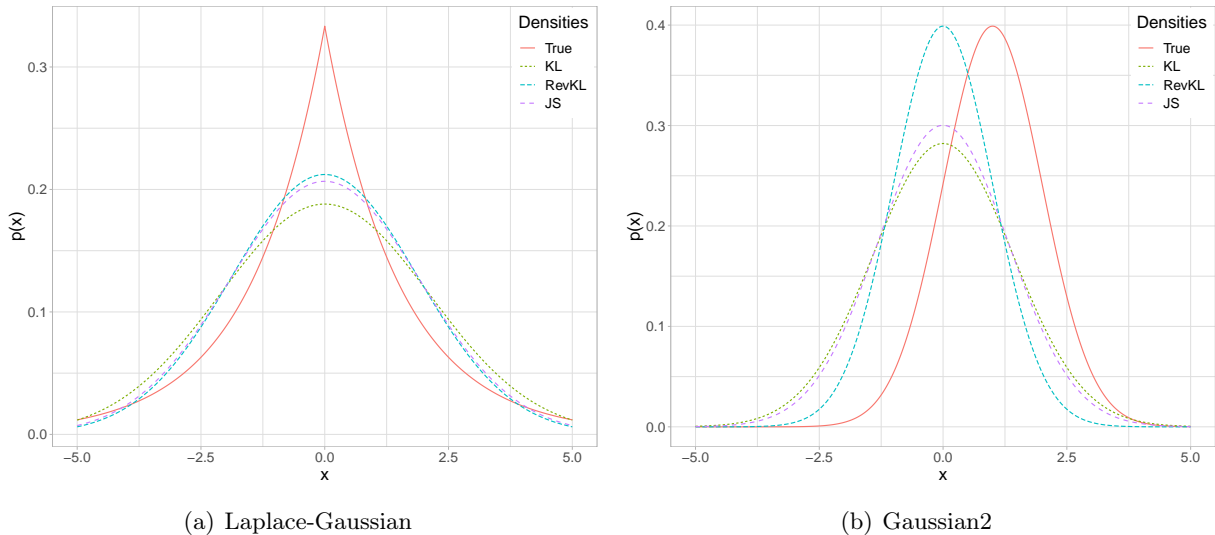 Densities
True
KL
RevKL
JS
p(x)
0.3
0.2
0.1
0.0
−5.0 −2.5 0.0 2.5 5.0
x
(a) Laplace-Gaussian
Densities
True
KL
RevKL
JS
p(x)
0.4
0.3
0.2
0.1
0.0
−5.0 −2.5 0.0 2.5 5.0
x
(b) Gaussian2